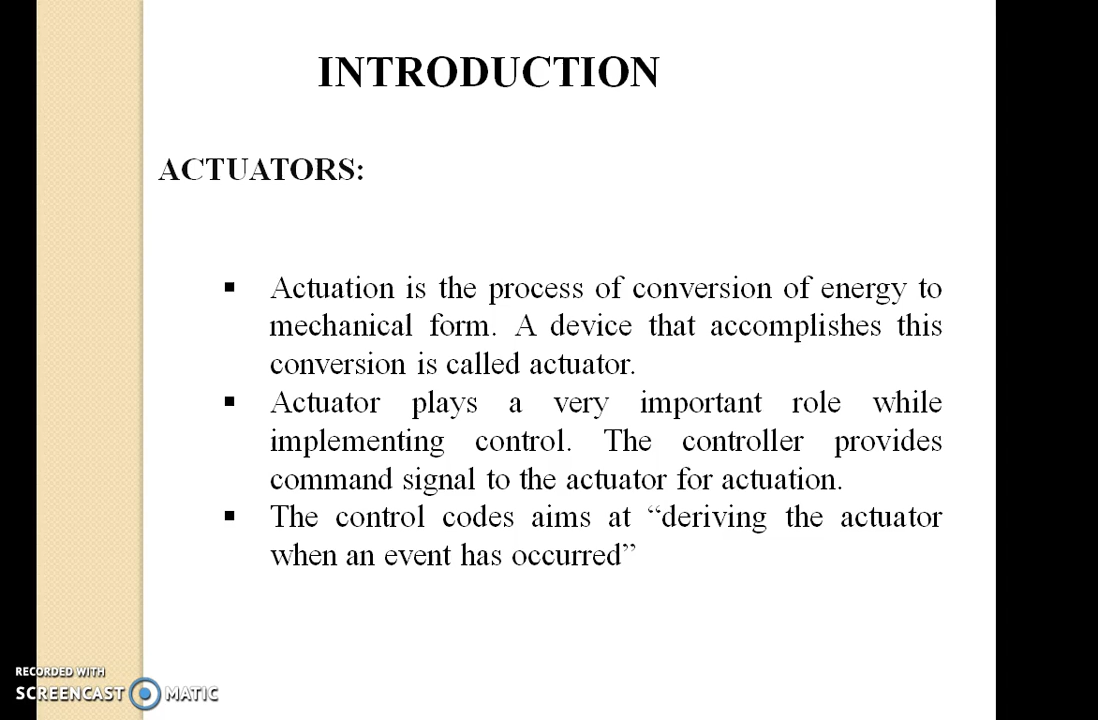 INTRODUCTION
ACTUATORS:
▪ Actuation is the process of conversion of energy to
mechanical form. A device that accomplishes this
conversion is called actuator.
▪ Actuator plays a very important role while
implementing control. The controller provides
command signal to the actuator for actuation.
▪ The control codes aims at “deriving the actuator
when an event has occurred”
RECORDED WITH
SCREENCAST MATIC